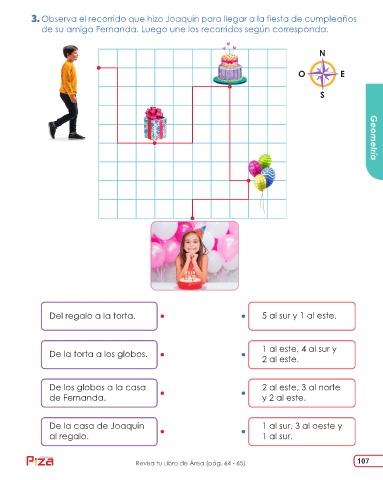 3. Observa el recorrido que hizo Joaquín para llegar a la fiesta de cumpleaños
de su amiga Fernanda. Luego une los recorridos según corresponda.
N
O E
S
Geometría
Del regalo a la torta.
5 al sur y 1 al este.
De la torta a los globos.
1 al este, 4 al sur y
2 al este.
De los globos a la casa
de Fernanda.
2 al este, 3 al norte
y 2 al este.
De la casa de Joaquín
al regalo.
1 al sur, 3 al oeste y
1 al sur.
Piza
Revisa tu Libro de Área (pág. 64 - 65)
107